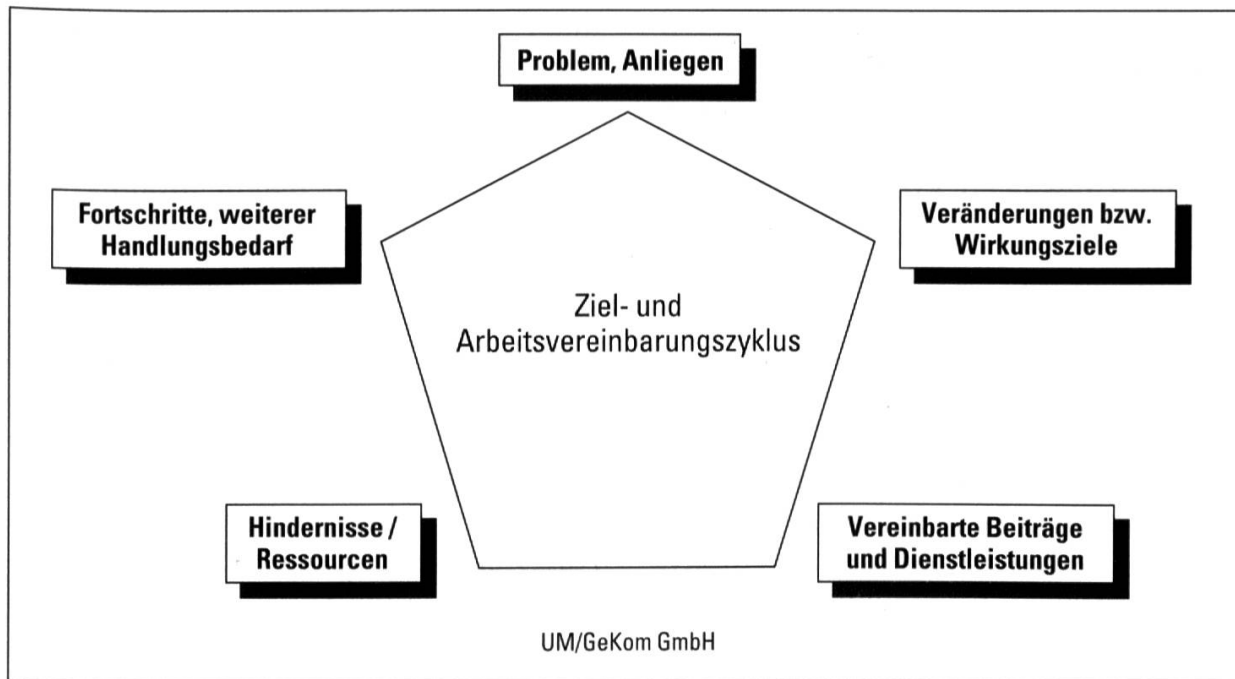 Problem, Anliegen
Fortschritte, weiterer
Handlungsbedarf
Veränderungen bzw.
Wirkungsziele
Ziel- und
Arbeitsvereinbarungszyklus
Hindernisse /
Ressourcen
Vereinbarte Beiträge
und Dienstleistungen
UM/GeKom GmbH